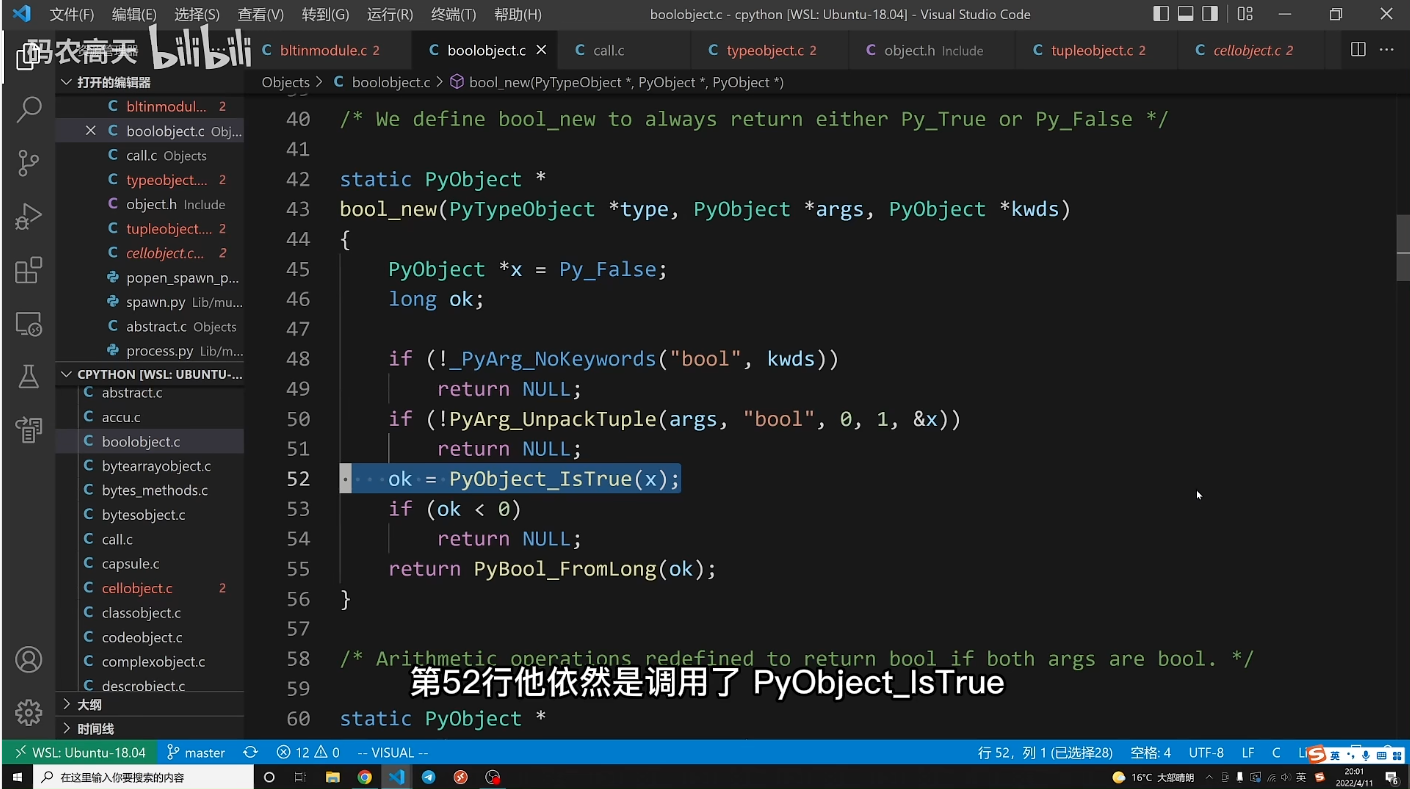 文件(F) 编辑(E) 选择(S) 查看(V) 转到(G) 运行(R) 终端(T) 帮助(H) boolobject.c - cpython [WSL: Ubuntu-18.04] - Visual Studio Code
码农高天 bilibili
C bltinmodule.c 2 C boolobject.c C call.c C typeobject.c 2 C object.h Include C tupleobject.c 2 C cellobject.c 2
打开的编辑器
Objects > C boolobject.c > bool_new(PyTypeObject *, PyObject *, PyObject *)
C bltinmodul... 2
C boolobject.c Obj...
C call.c Objects
C typeobject.... 2
C object.h Include
C tupleobject.... 2
C cellobject.c... 2
popen_spawn_p...
spawn.py Lib/mu...
C abstract.c Objects
process.py Lib/m...
CPYTHON [WSL: UBUNTU-...
C abstract.c
C accu.c
C boolobject.c
C bytearrayobject.c
C bytes_methods.c
C bytesobject.c
C call.c
C capsule.c
C cellobject.c 2
C classobject.c
C codeobject.c
C complexobject.c
C descrobject.c
大纲
时间线
40 /* We define bool_new to always return either Py_True or Py_False */
41
42 static PyObject *
43 bool_new(PyTypeObject *type, PyObject *args, PyObject *kwds)
44 {
45 PyObject *x = Py_False;
46 long ok;
47
48 if (!_PyArg_NoKeywords("bool", kwds))
49 return NULL;
50 if (!PyArg_UnpackTuple(args, "bool", 0, 1, &x))
51 return NULL;
52 ok = PyObject_IsTrue(x);
53 if (ok < 0)
54 return NULL;
55 return PyBool_FromLong(ok);
56 }
57
58 /* Arithmetic operations redefined to return bool if both args are bool. */
59
第52行他依然是调用了 PyObject_IsTrue
60 static PyObject *
WSL: Ubuntu-18.04 master 12 0 -- VISUAL -- 行 52，列 1 (已选择28) 空格: 4 UTF-8 LF C 英
在这里输入你要搜索的内容 16°C 大部晴朗 英 20:01
2022/4/11